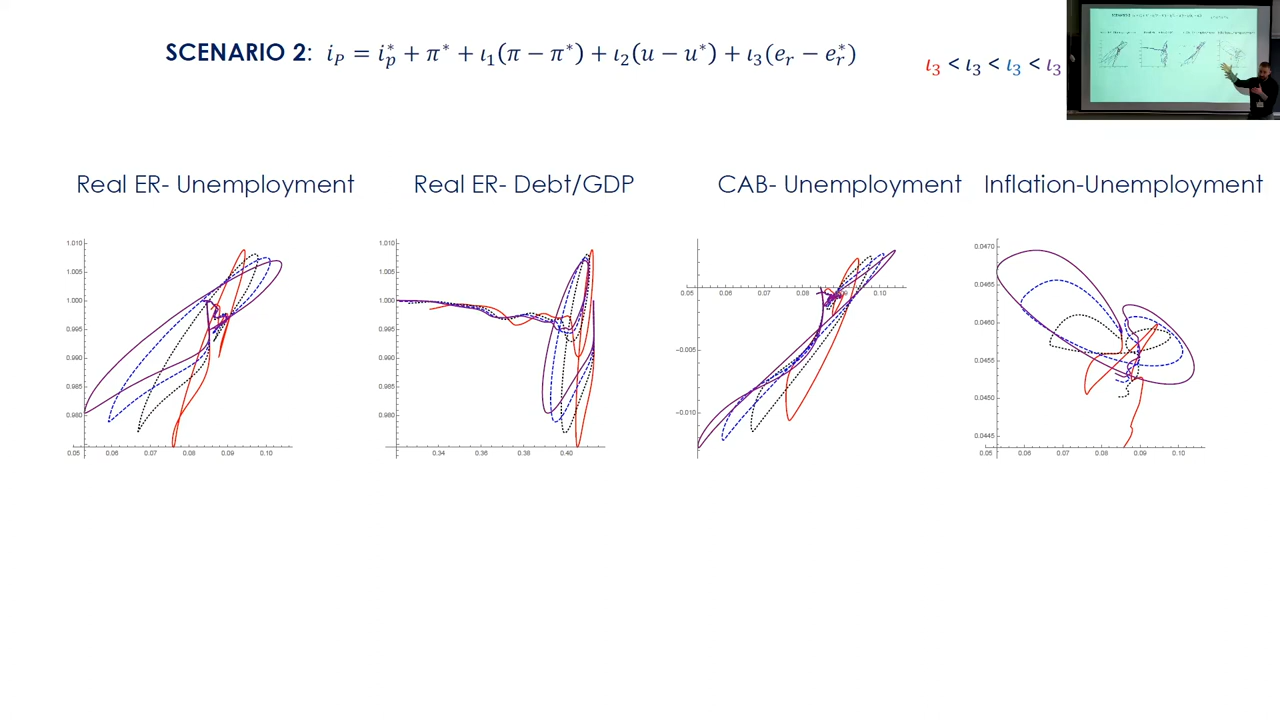 SCENARIO 2: i_P = i_p^* + π^* + ι_1(π − π^*) + ι_2(u − u^*) + ι_3(e_r − e_r^*)
ι_3 < ι_3 < ι_3 < ι_3
Real ER- Unemployment
Real ER- Debt/GDP
CAB- Unemployment
Inflation-Unemployment
1.010
1.005
1.000
0.995
0.990
0.985
0.980
0.05 0.06 0.07 0.08 0.09 0.10
1.010
1.005
1.000
0.995
0.990
0.985
0.980
0.34 0.36 0.38 0.40
0.05 0.06 0.07 0.08 0.09 0.10
−0.005
−0.010
0.0470
0.0465
0.0460
0.0455
0.0450
0.0445
0.05 0.06 0.07 0.08 0.09 0.10